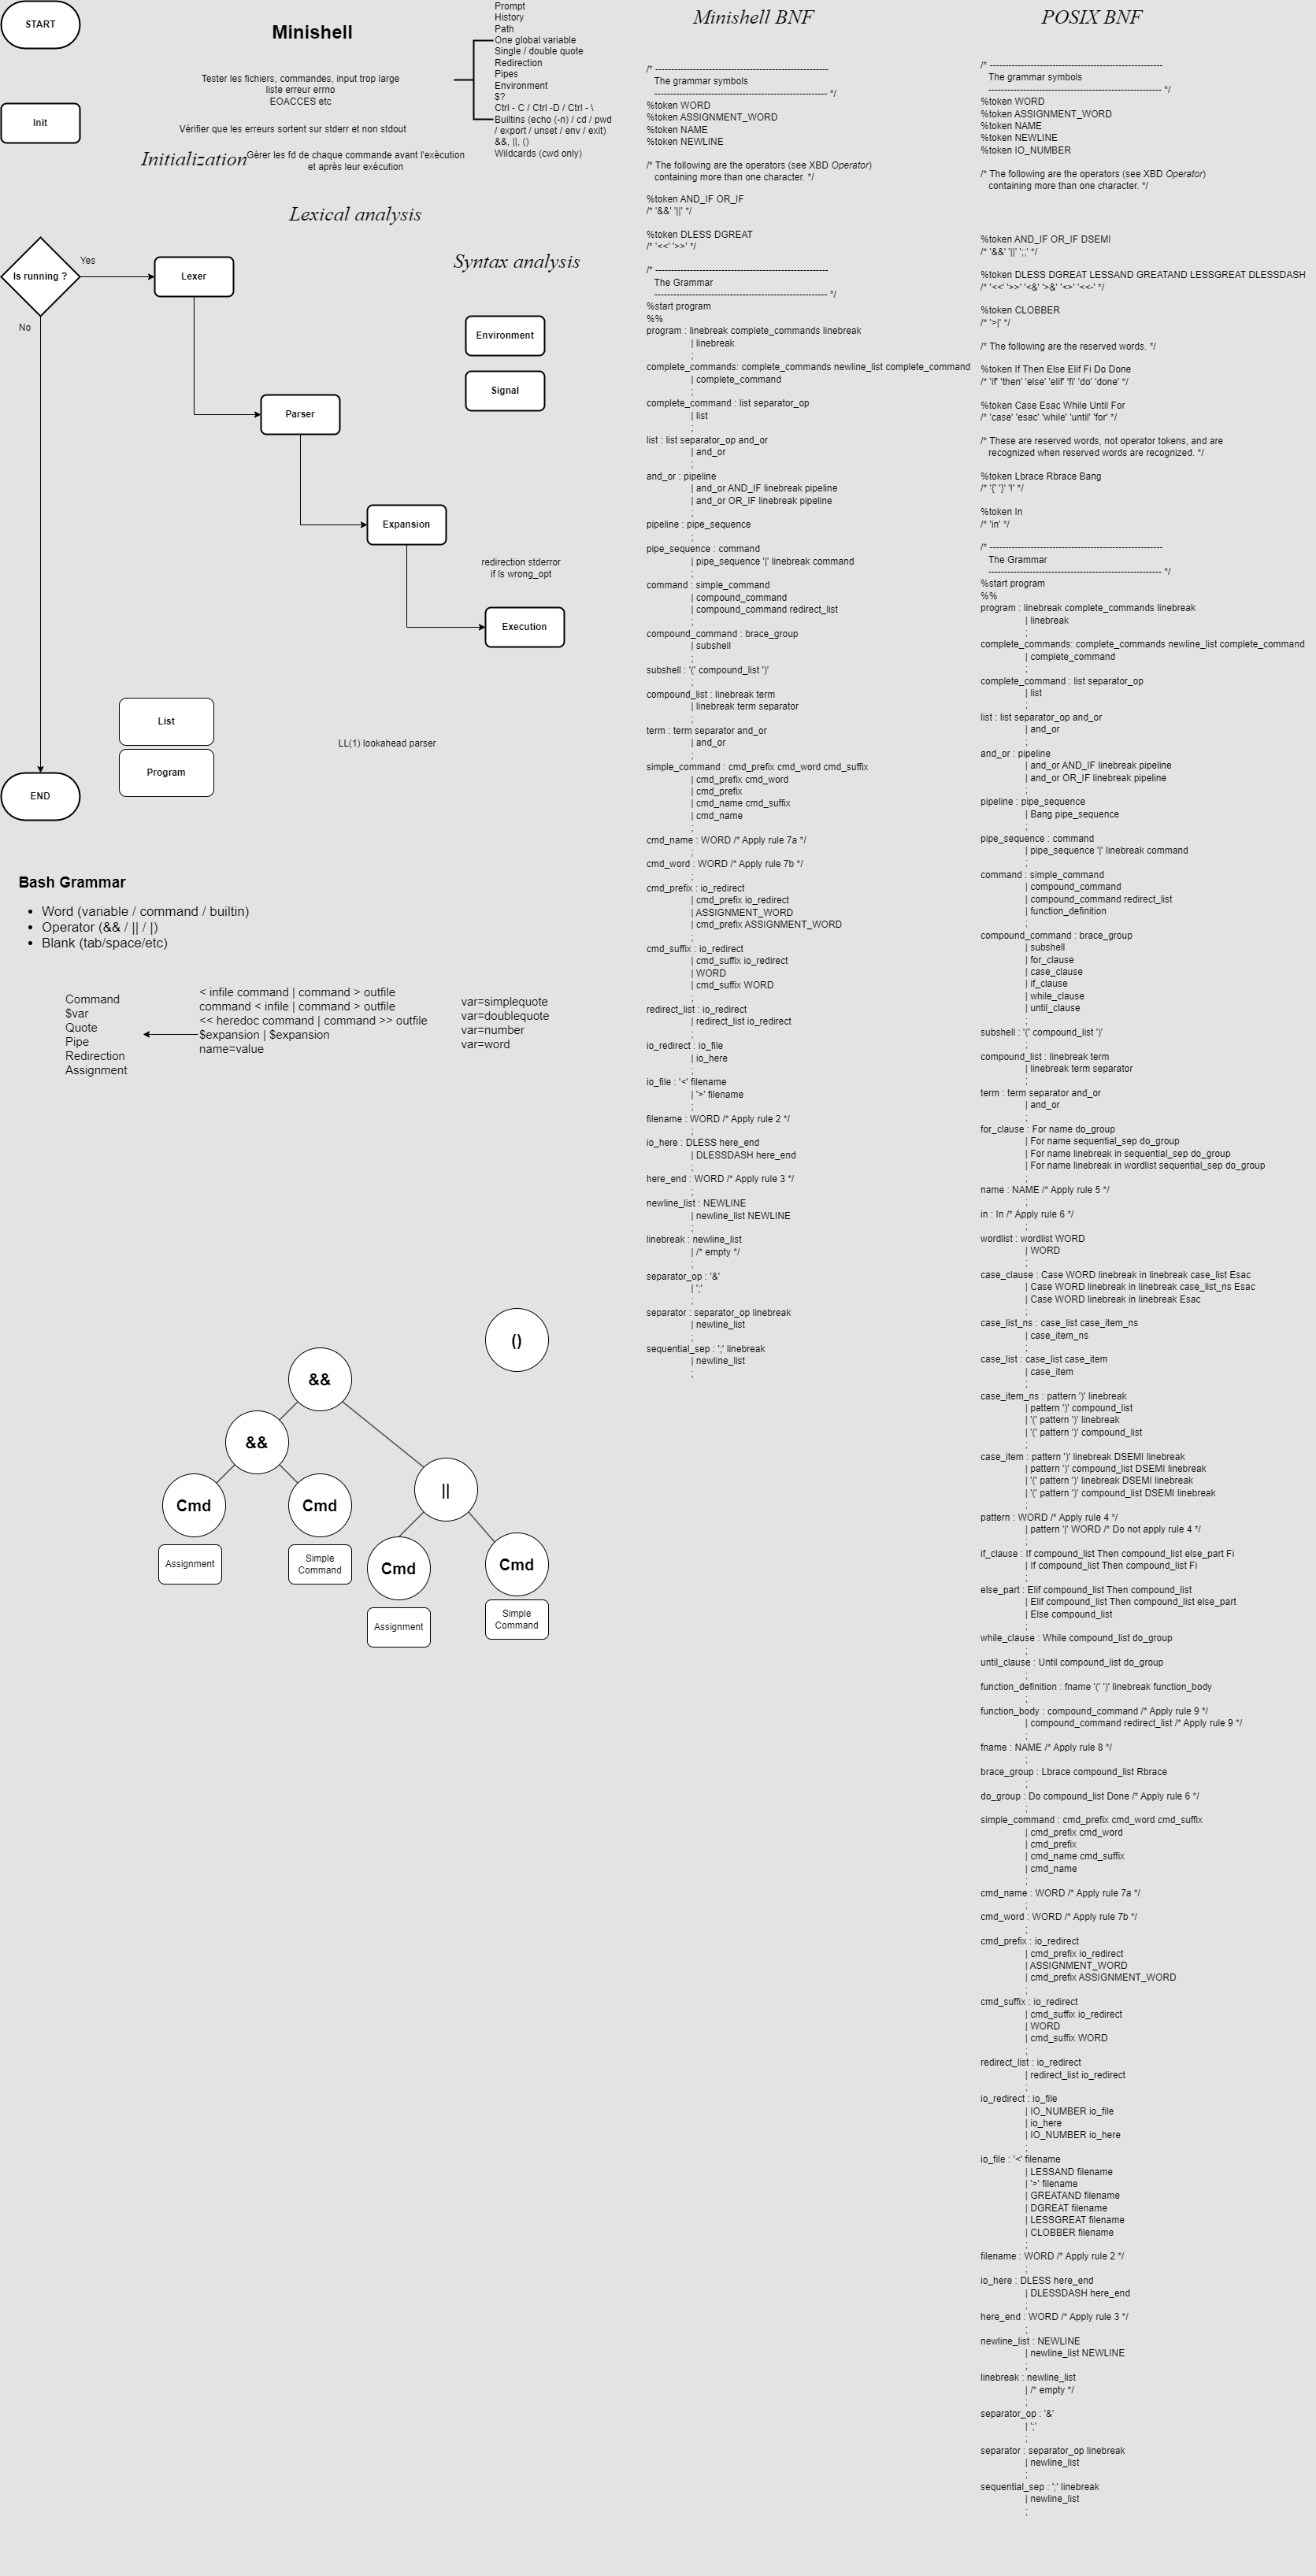 START
Minishell
Prompt
History
Path
One global variable
Single / double quote
Redirection
Pipes
Environment
$?
Ctrl - C / Ctrl -D / Ctrl - \
Builtins (echo (-n) / cd / pwd
/ export / unset / env / exit)
&&, ||, ()
Wildcards (cwd only)
Tester les fichiers, commandes, input trop large
liste erreur errno
EOACCES etc
Init
Vérifier que les erreurs sortent sur stderr et non stdout
Initialization
Gérer les fd de chaque commande avant l'exécution
et après leur exécution
Lexical analysis
Syntax analysis
Is running ?
Yes
No
Lexer
Environment
Signal
Parser
Expansion
redirection stderror
if ls wrong_opt
Execution
List
Program
LL(1) lookahead parser
END
Bash Grammar
• Word (variable / command / builtin)
• Operator (&& / || / |)
• Blank (tab/space/etc)
Command
$var
Quote
Pipe
Redirection
Assignment
< infile command | command > outfile
command < infile | command > outfile
<< heredoc command | command >> outfile
$expansion | $expansion
name=value
var=simplequote
var=doublequote
var=number
var=word
()
&&
&&
||
Cmd
Cmd
Cmd
Cmd
Assignment
Simple
Command
Assignment
Simple
Command
Minishell BNF
/* -------------------------------------------------------
The grammar symbols
------------------------------------------------------- */
%token WORD
%token ASSIGNMENT_WORD
%token NAME
%token NEWLINE
/* The following are the operators (see XBD Operator)
containing more than one character. */
%token AND_IF OR_IF
/* '&&' '||' */
%token DLESS DGREAT
/* '<<' '>>' */
/* -------------------------------------------------------
The Grammar
------------------------------------------------------- */
%start program
%%
program : linebreak complete_commands linebreak
| linebreak
;
complete_commands: complete_commands newline_list complete_command
| complete_command
;
complete_command : list separator_op
| list
;
list : list separator_op and_or
| and_or
;
and_or : pipeline
| and_or AND_IF linebreak pipeline
| and_or OR_IF linebreak pipeline
;
pipeline : pipe_sequence
;
pipe_sequence : command
| pipe_sequence '|' linebreak command
;
command : simple_command
| compound_command
| compound_command redirect_list
;
compound_command : brace_group
| subshell
;
subshell : '(' compound_list ')'
;
compound_list : linebreak term
| linebreak term separator
;
term : term separator and_or
| and_or
;
simple_command : cmd_prefix cmd_word cmd_suffix
| cmd_prefix cmd_word
| cmd_prefix
| cmd_name cmd_suffix
| cmd_name
;
cmd_name : WORD /* Apply rule 7a */
;
cmd_word : WORD /* Apply rule 7b */
;
cmd_prefix : io_redirect
| cmd_prefix io_redirect
| ASSIGNMENT_WORD
| cmd_prefix ASSIGNMENT_WORD
;
cmd_suffix : io_redirect
| cmd_suffix io_redirect
| WORD
| cmd_suffix WORD
;
redirect_list : io_redirect
| redirect_list io_redirect
;
io_redirect : io_file
| io_here
;
io_file : '<' filename
| '>' filename
;
filename : WORD /* Apply rule 2 */
;
io_here : DLESS here_end
| DLESSDASH here_end
;
here_end : WORD /* Apply rule 3 */
;
newline_list : NEWLINE
| newline_list NEWLINE
;
linebreak : newline_list
| /* empty */
;
separator_op : '&'
| ';'
;
separator : separator_op linebreak
| newline_list
;
sequential_sep : ';' linebreak
| newline_list
;
POSIX BNF
/* -------------------------------------------------------
The grammar symbols
------------------------------------------------------- */
%token WORD
%token ASSIGNMENT_WORD
%token NAME
%token NEWLINE
%token IO_NUMBER
/* The following are the operators (see XBD Operator)
containing more than one character. */
%token AND_IF OR_IF DSEMI
/* '&&' '||' ';;' */
%token DLESS DGREAT LESSAND GREATAND LESSGREAT DLESSDASH
/* '<<' '>>' '<&' '>&' '<>' '<<-' */
%token CLOBBER
/* '>|' */
/* The following are the reserved words. */
%token If Then Else Elif Fi Do Done
/* 'if' 'then' 'else' 'elif' 'fi' 'do' 'done' */
%token Case Esac While Until For
/* 'case' 'esac' 'while' 'until' 'for' */
/* These are reserved words, not operator tokens, and are
recognized when reserved words are recognized. */
%token Lbrace Rbrace Bang
/* '{' '}' '!' */
%token In
/* 'in' */
/* -------------------------------------------------------
The Grammar
------------------------------------------------------- */
%start program
%%
program : linebreak complete_commands linebreak
| linebreak
;
complete_commands: complete_commands newline_list complete_command
| complete_command
;
complete_command : list separator_op
| list
;
list : list separator_op and_or
| and_or
;
and_or : pipeline
| and_or AND_IF linebreak pipeline
| and_or OR_IF linebreak pipeline
;
pipeline : pipe_sequence
| Bang pipe_sequence
;
pipe_sequence : command
| pipe_sequence '|' linebreak command
;
command : simple_command
| compound_command
| compound_command redirect_list
| function_definition
;
compound_command : brace_group
| subshell
| for_clause
| case_clause
| if_clause
| while_clause
| until_clause
;
subshell : '(' compound_list ')'
;
compound_list : linebreak term
| linebreak term separator
;
term : term separator and_or
| and_or
;
for_clause : For name do_group
| For name sequential_sep do_group
| For name linebreak in sequential_sep do_group
| For name linebreak in wordlist sequential_sep do_group
;
name : NAME /* Apply rule 5 */
;
in : In /* Apply rule 6 */
;
wordlist : wordlist WORD
| WORD
;
case_clause : Case WORD linebreak in linebreak case_list Esac
| Case WORD linebreak in linebreak case_list_ns Esac
| Case WORD linebreak in linebreak Esac
;
case_list_ns : case_list case_item_ns
| case_item_ns
;
case_list : case_list case_item
| case_item
;
case_item_ns : pattern ')' linebreak
| pattern ')' compound_list
| '(' pattern ')' linebreak
| '(' pattern ')' compound_list
;
case_item : pattern ')' linebreak DSEMI linebreak
| pattern ')' compound_list DSEMI linebreak
| '(' pattern ')' linebreak DSEMI linebreak
| '(' pattern ')' compound_list DSEMI linebreak
;
pattern : WORD /* Apply rule 4 */
| pattern '|' WORD /* Do not apply rule 4 */
;
if_clause : If compound_list Then compound_list else_part Fi
| If compound_list Then compound_list Fi
;
else_part : Elif compound_list Then compound_list
| Elif compound_list Then compound_list else_part
| Else compound_list
;
while_clause : While compound_list do_group
;
until_clause : Until compound_list do_group
;
function_definition : fname '(' ')' linebreak function_body
;
function_body : compound_command /* Apply rule 9 */
| compound_command redirect_list /* Apply rule 9 */
;
fname : NAME /* Apply rule 8 */
;
brace_group : Lbrace compound_list Rbrace
;
do_group : Do compound_list Done /* Apply rule 6 */
;
simple_command : cmd_prefix cmd_word cmd_suffix
| cmd_prefix cmd_word
| cmd_prefix
| cmd_name cmd_suffix
| cmd_name
;
cmd_name : WORD /* Apply rule 7a */
;
cmd_word : WORD /* Apply rule 7b */
;
cmd_prefix : io_redirect
| cmd_prefix io_redirect
| ASSIGNMENT_WORD
| cmd_prefix ASSIGNMENT_WORD
;
cmd_suffix : io_redirect
| cmd_suffix io_redirect
| WORD
| cmd_suffix WORD
;
redirect_list : io_redirect
| redirect_list io_redirect
;
io_redirect : io_file
| IO_NUMBER io_file
| io_here
| IO_NUMBER io_here
;
io_file : '<' filename
| LESSAND filename
| '>' filename
| GREATAND filename
| DGREAT filename
| LESSGREAT filename
| CLOBBER filename
;
filename : WORD /* Apply rule 2 */
;
io_here : DLESS here_end
| DLESSDASH here_end
;
here_end : WORD /* Apply rule 3 */
;
newline_list : NEWLINE
| newline_list NEWLINE
;
linebreak : newline_list
| /* empty */
;
separator_op : '&'
| ';'
;
separator : separator_op linebreak
| newline_list
;
sequential_sep : ';' linebreak
| newline_list
;